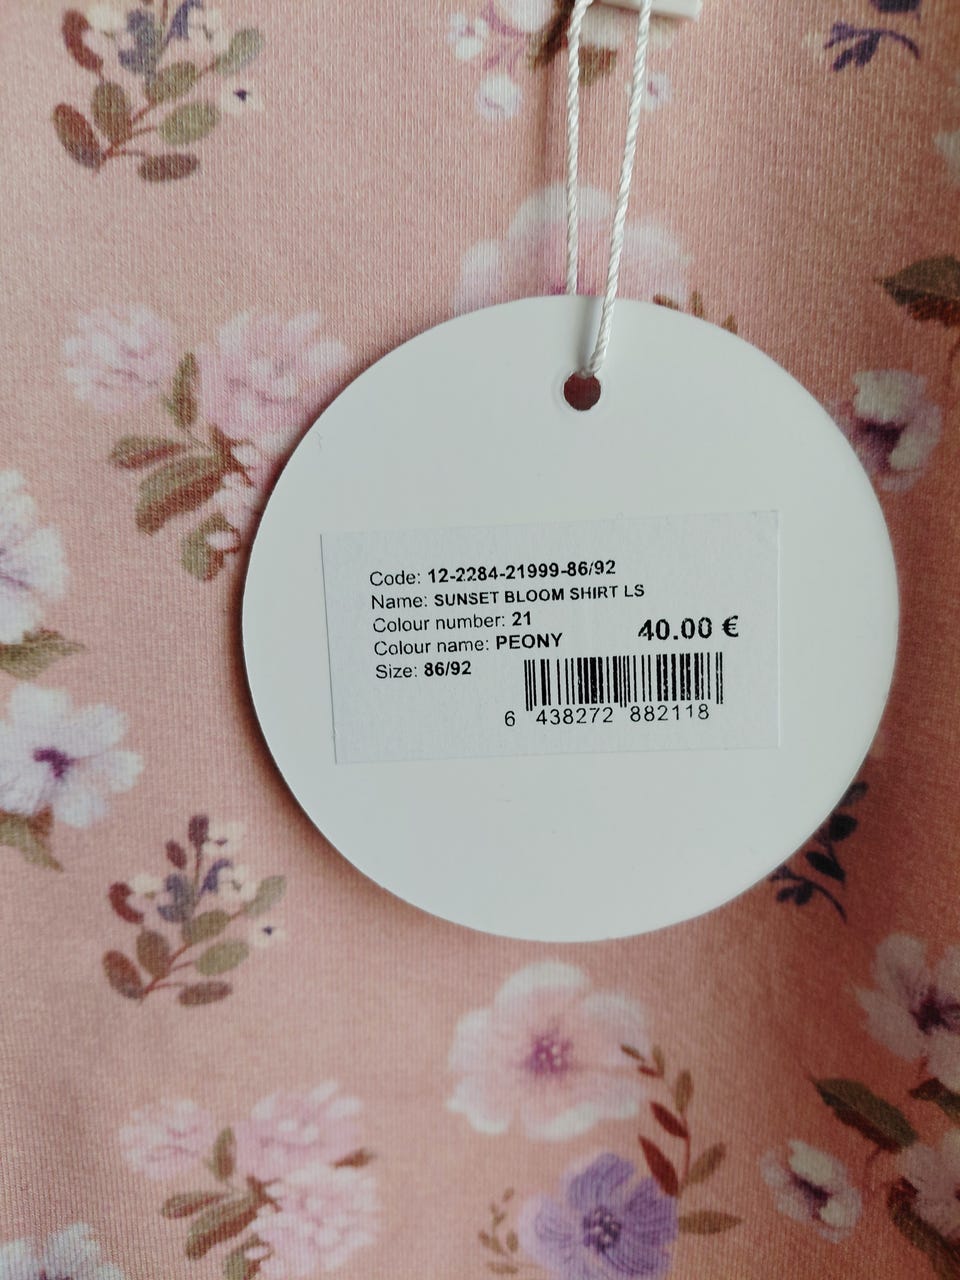 Code: 12-2284-21999-86/92
Name: SUNSET BLOOM SHIRT LS
Colour number: 21
Colour name: PEONY
40.00 €
Size: 86/92
6 438272 882118